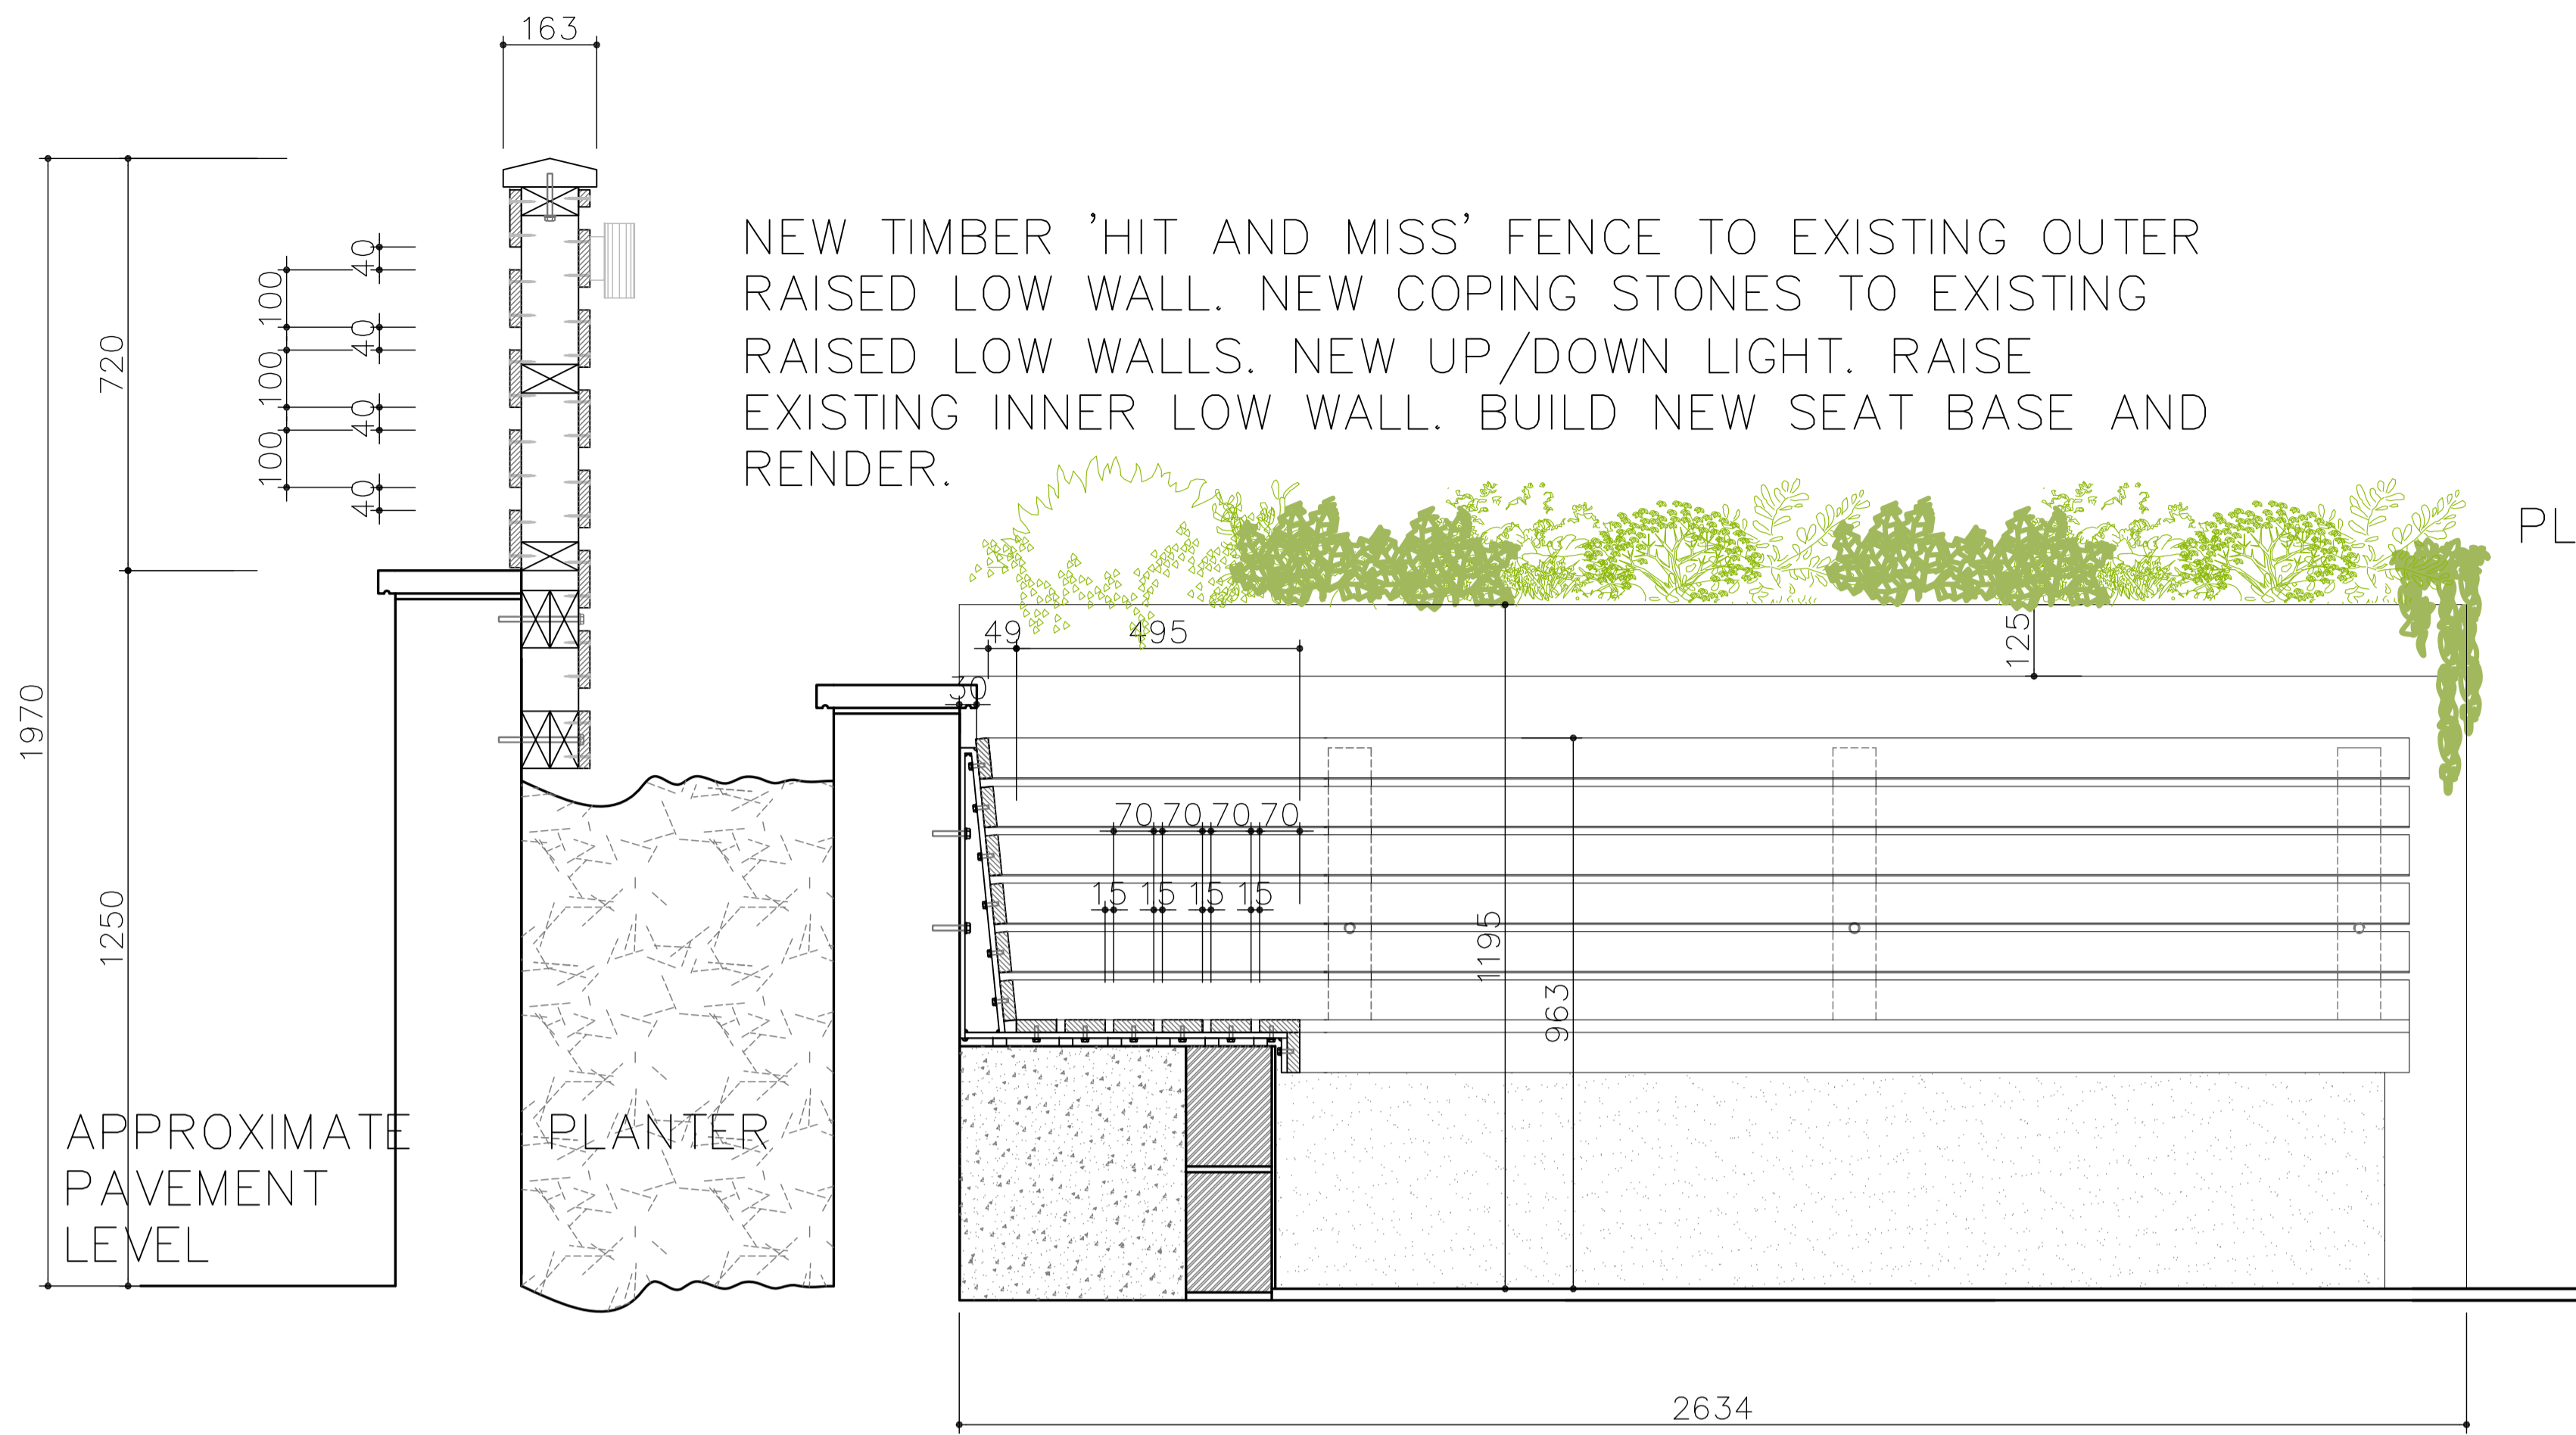 163
NEW TIMBER 'HIT AND MISS' FENCE TO EXISTING OUTER
RAISED LOW WALL. NEW COPING STONES TO EXISTING
RAISED LOW WALLS. NEW UP/DOWN LIGHT. RAISE
EXISTING INNER LOW WALL. BUILD NEW SEAT BASE AND
RENDER.
40
100
40
100
40
100
40
720
1970
1250
PL
49
495
125
30
70 70 70 70
15 15 15 15
1195
963
APPROXIMATE
PAVEMENT
LEVEL
PLANTER
2634